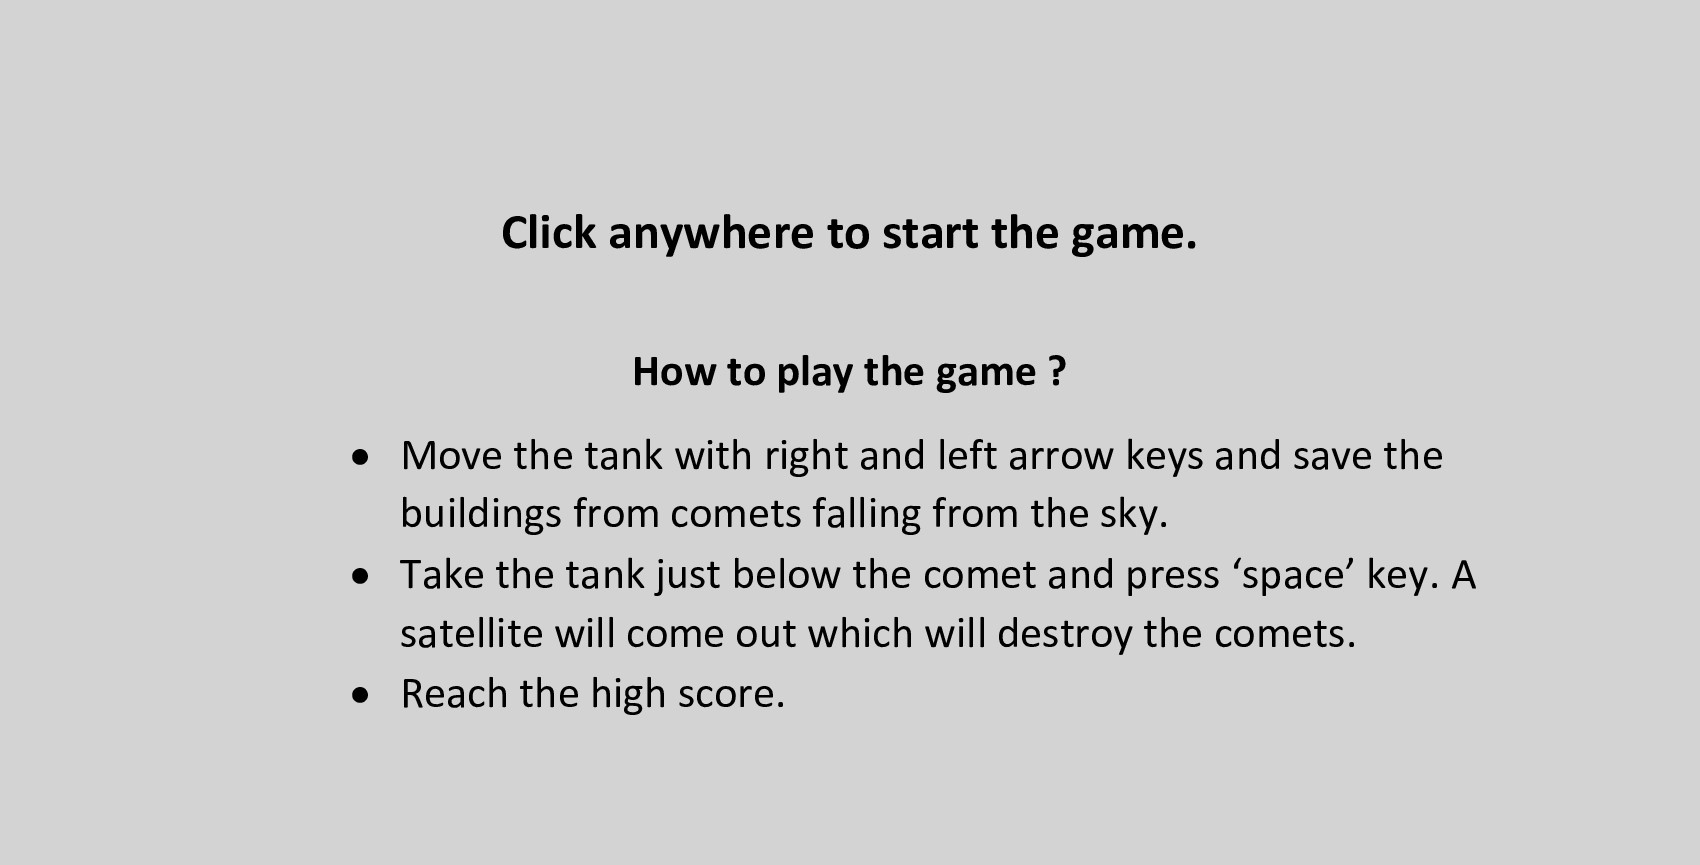 Click anywhere to start the game.
How to play the game ?
• Move the tank with right and left arrow keys and save the
buildings from comets falling from the sky.
• Take the tank just below the comet and press ‘space’ key. A
satellite will come out which will destroy the comets.
• Reach the high score.